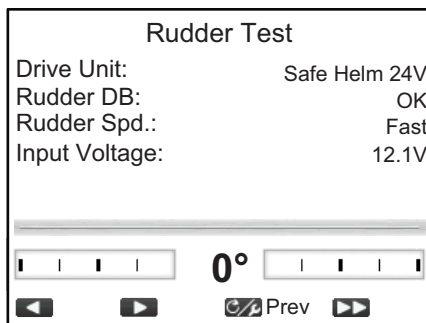 Rudder Test
Drive Unit: Safe Helm 24V
Rudder DB: OK
Rudder Spd.: Fast
Input Voltage: 12.1V
0°
Prev